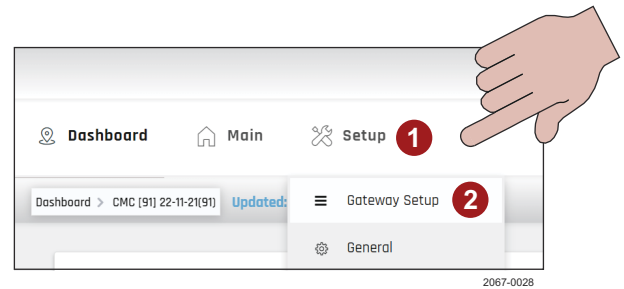 Dashboard Main Setup 1
Dashboard > CMC [91] 22-11-21(91) Updated: Gateway Setup 2
General
2067-0028